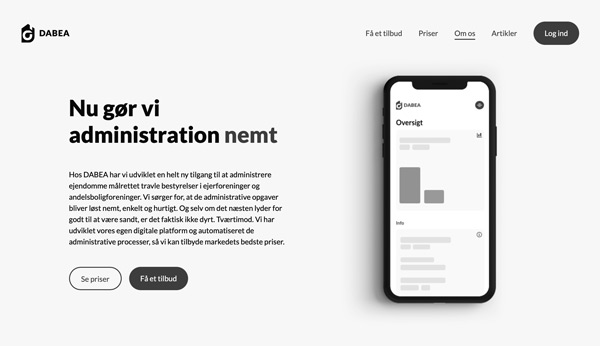 DABEA
Få et tilbud
Priser
Om os
Artikler
Log ind
Nu gør vi
administration nemt
Hos DABEA har vi udviklet en helt ny tilgang til at administrere
ejendomme målrettet travle bestyrelser i ejerforeninger og
andelsboligforeninger. Vi sørger for, at de administrative opgaver
bliver løst nemt, enkelt og hurtigt. Og selv om det næsten lyder for
godt til at være sandt, er det faktisk ikke dyrt. Tværtimod. Vi har
udviklet vores egen digitale platform og automatiseret de
administrative processer, så vi kan tilbyde markedets bedste priser.
Se priser
Få et tilbud
DABEA
Oversigt
Info